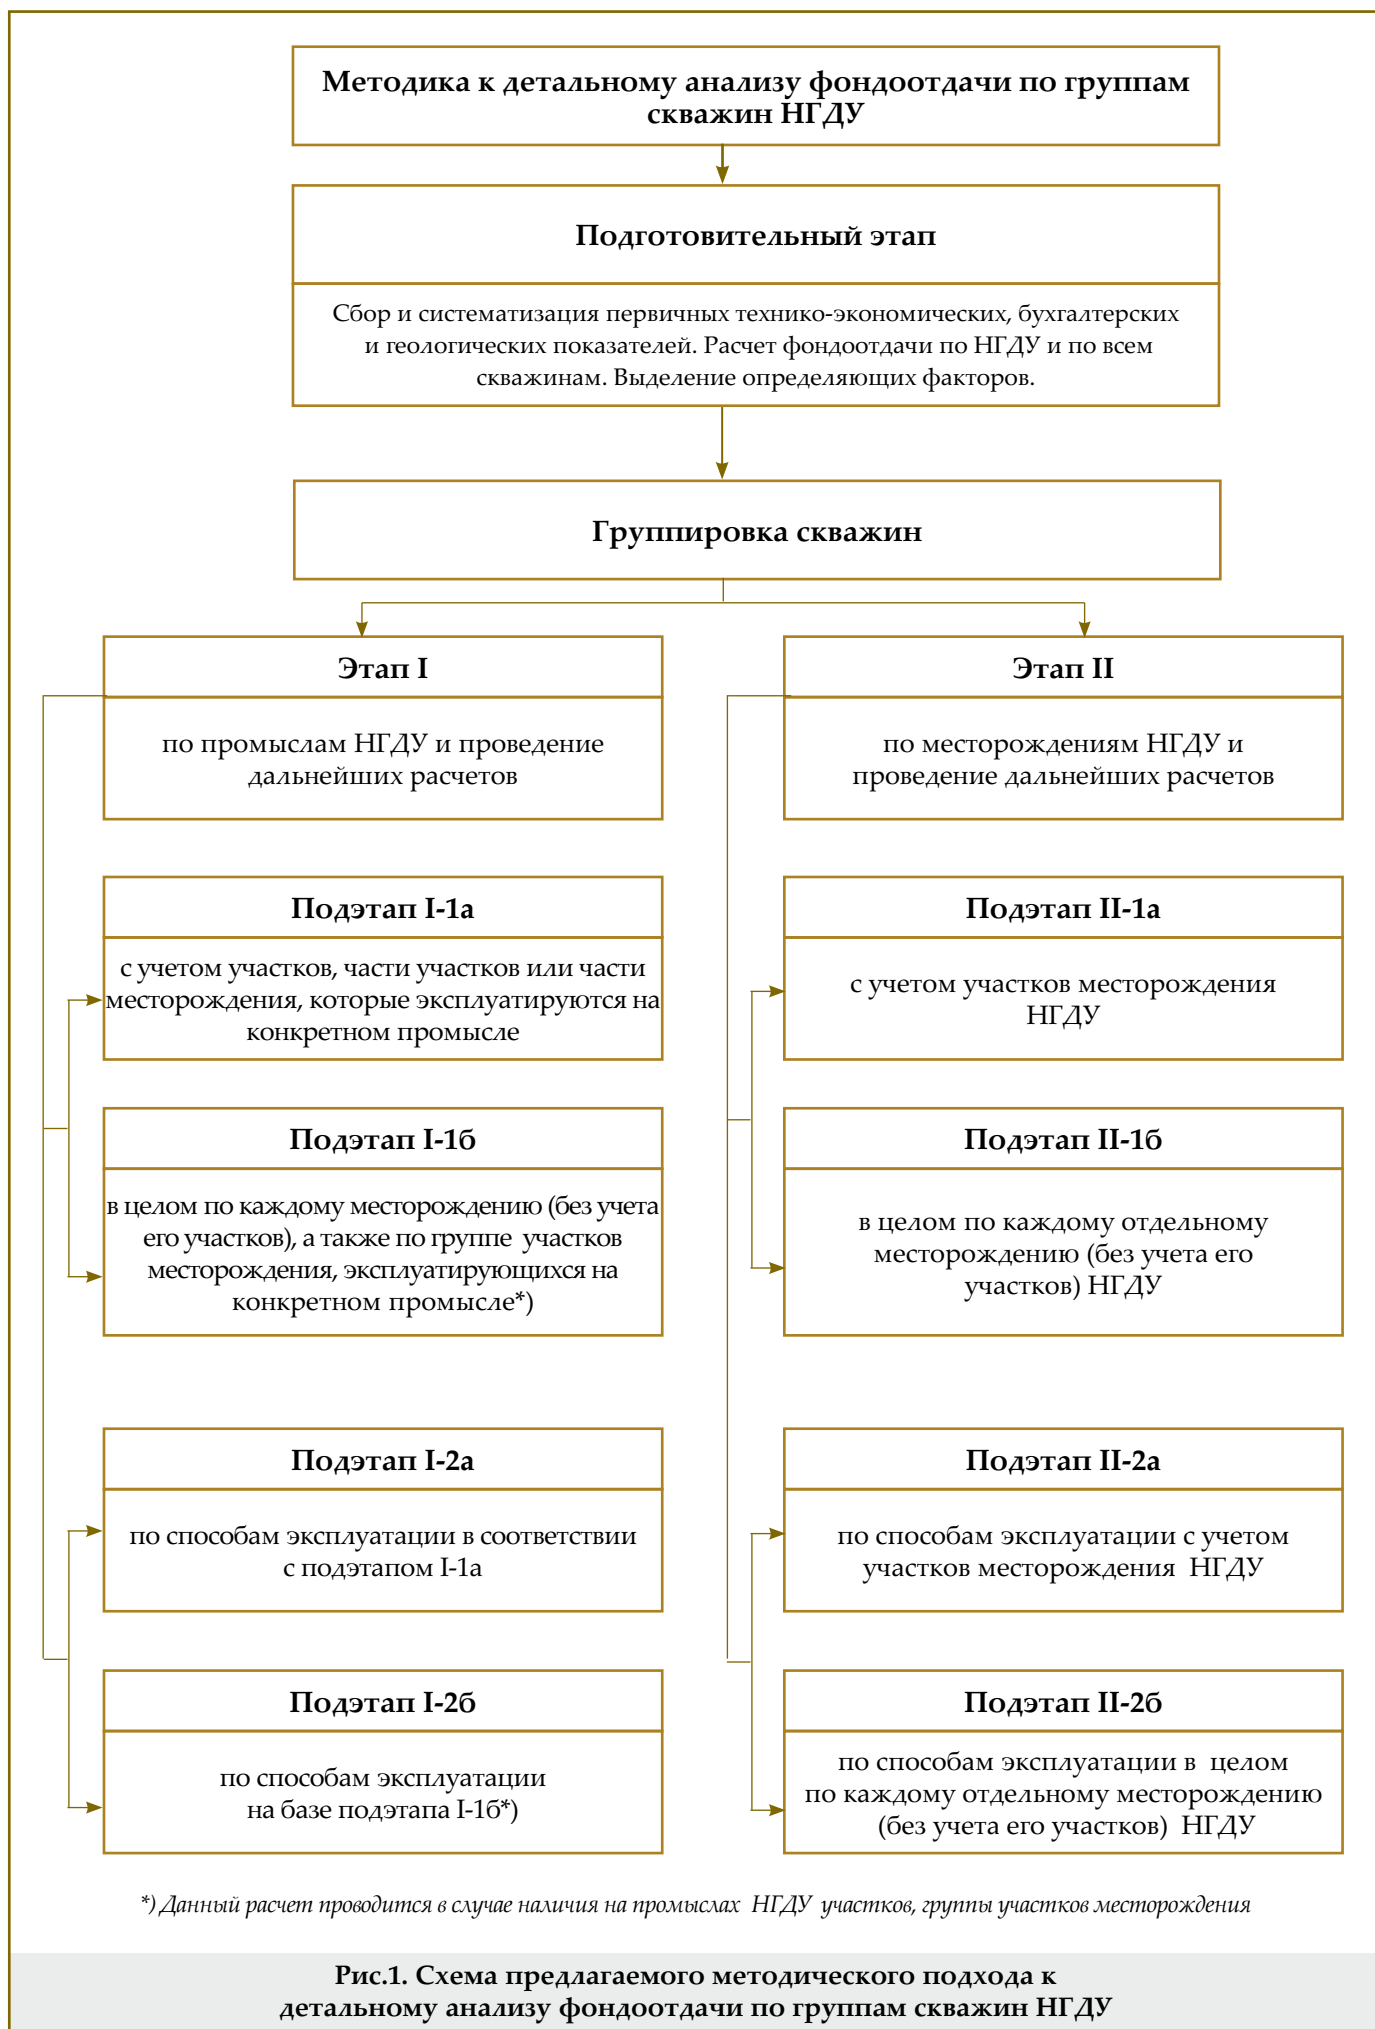 Методика к детальному анализу фондоотдачи по группам
скважин НГДУ
Подготовительный этап
Сбор и систематизация первичных технико-экономических, бухгалтерских
и геологических показателей. Расчет фондоотдачи по НГДУ и по всем
скважинам. Выделение определяющих факторов.
Группировка скважин
Этап I
по промыслам НГДУ и проведение
дальнейших расчетов
Подэтап I-1а
с учетом участков, части участков или части
месторождения, которые эксплуатируются на
конкретном промысле
Подэтап I-1б
в целом по каждому месторождению (без учета
его участков), а также по группе участков
месторождения, эксплуатирующихся на
конкретном промысле*)
Подэтап I-2а
по способам эксплуатации в соответствии
с подэтапом I-1а
Подэтап I-2б
по способам эксплуатации
на базе подэтапа I-1б*)
Этап II
по месторождениям НГДУ и
проведение дальнейших расчетов
Подэтап II-1а
с учетом участков месторождения
НГДУ
Подэтап II-1б
в целом по каждому отдельному
месторождению (без учета его
участков) НГДУ
Подэтап II-2а
по способам эксплуатации с учетом
участков месторождения НГДУ
Подэтап II-2б
по способам эксплуатации в целом
по каждому отдельному месторождению
(без учета его участков) НГДУ
*) Данный расчет проводится в случае наличия на промыслах НГДУ участков, группы участков месторождения
Рис.1. Схема предлагаемого методического подхода к
детальному анализу фондоотдачи по группам скважин НГДУ